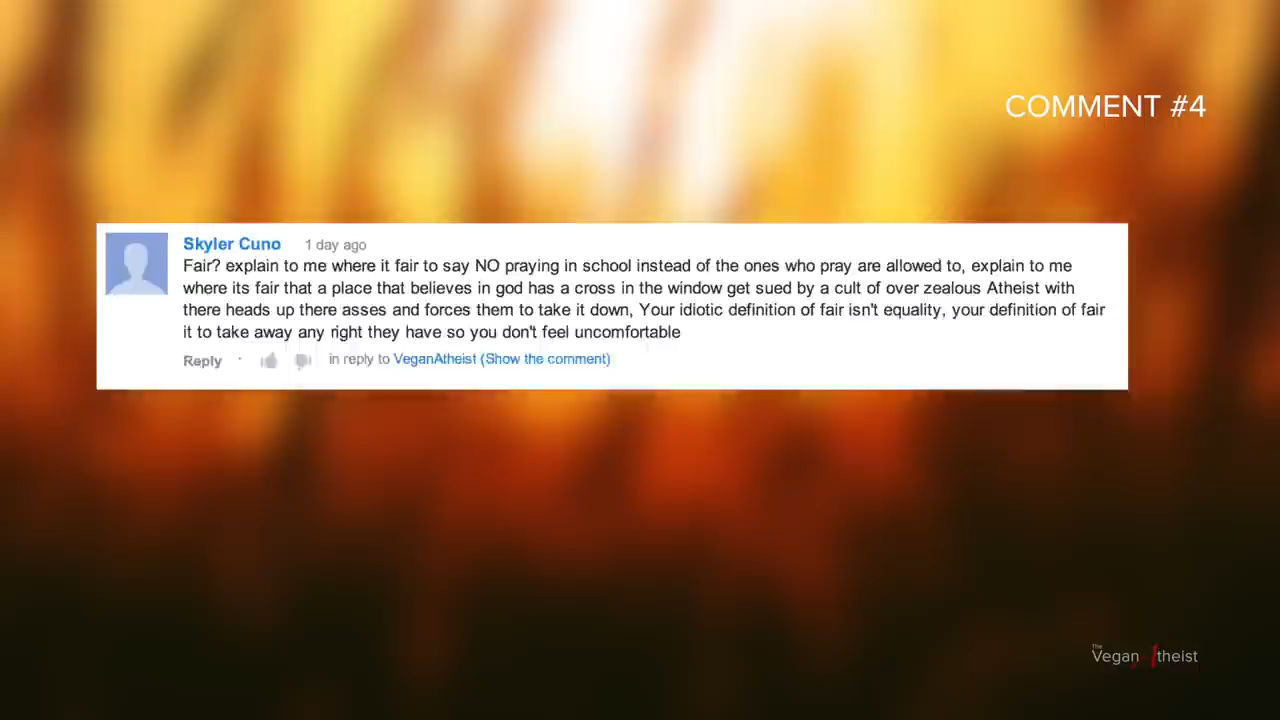 COMMENT #4
Skyler Cuno 1 day ago
Fair? explain to me where it fair to say NO praying in school instead of the ones who pray are allowed to, explain to me
where its fair that a place that believes in god has a cross in the window get sued by a cult of over zealous Atheist with
there heads up there asses and forces them to take it down, Your idiotic definition of fair isn't equality, your definition of fair
it to take away any right they have so you don't feel uncomfortable
Reply · in reply to VeganAtheist (Show the comment)
The
Vegan Atheist